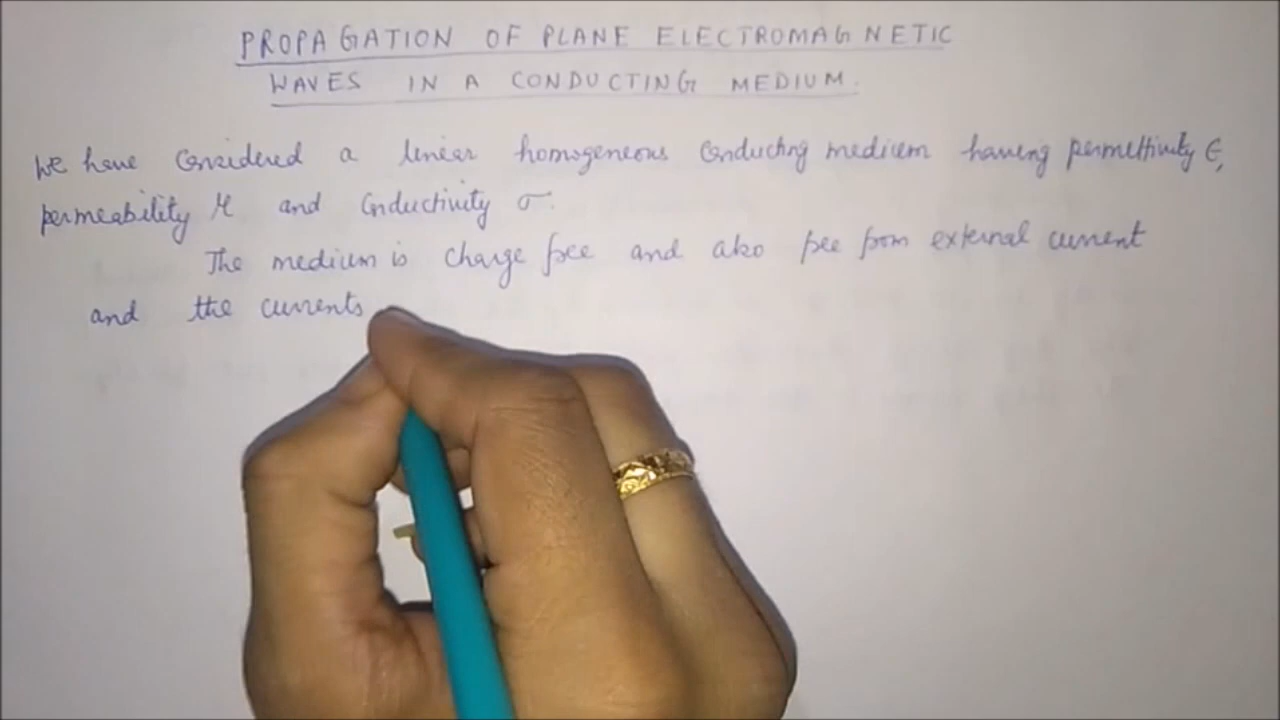 PROPAGATION OF PLANE ELECTROMAGNETIC
WAVES IN A CONDUCTING MEDIUM.
We have Considered a linear homogeneous Conducting medium having permittivity ϵ,
permeability μ and Conductivity σ.
The medium is charge free and also free from external current
and the currents